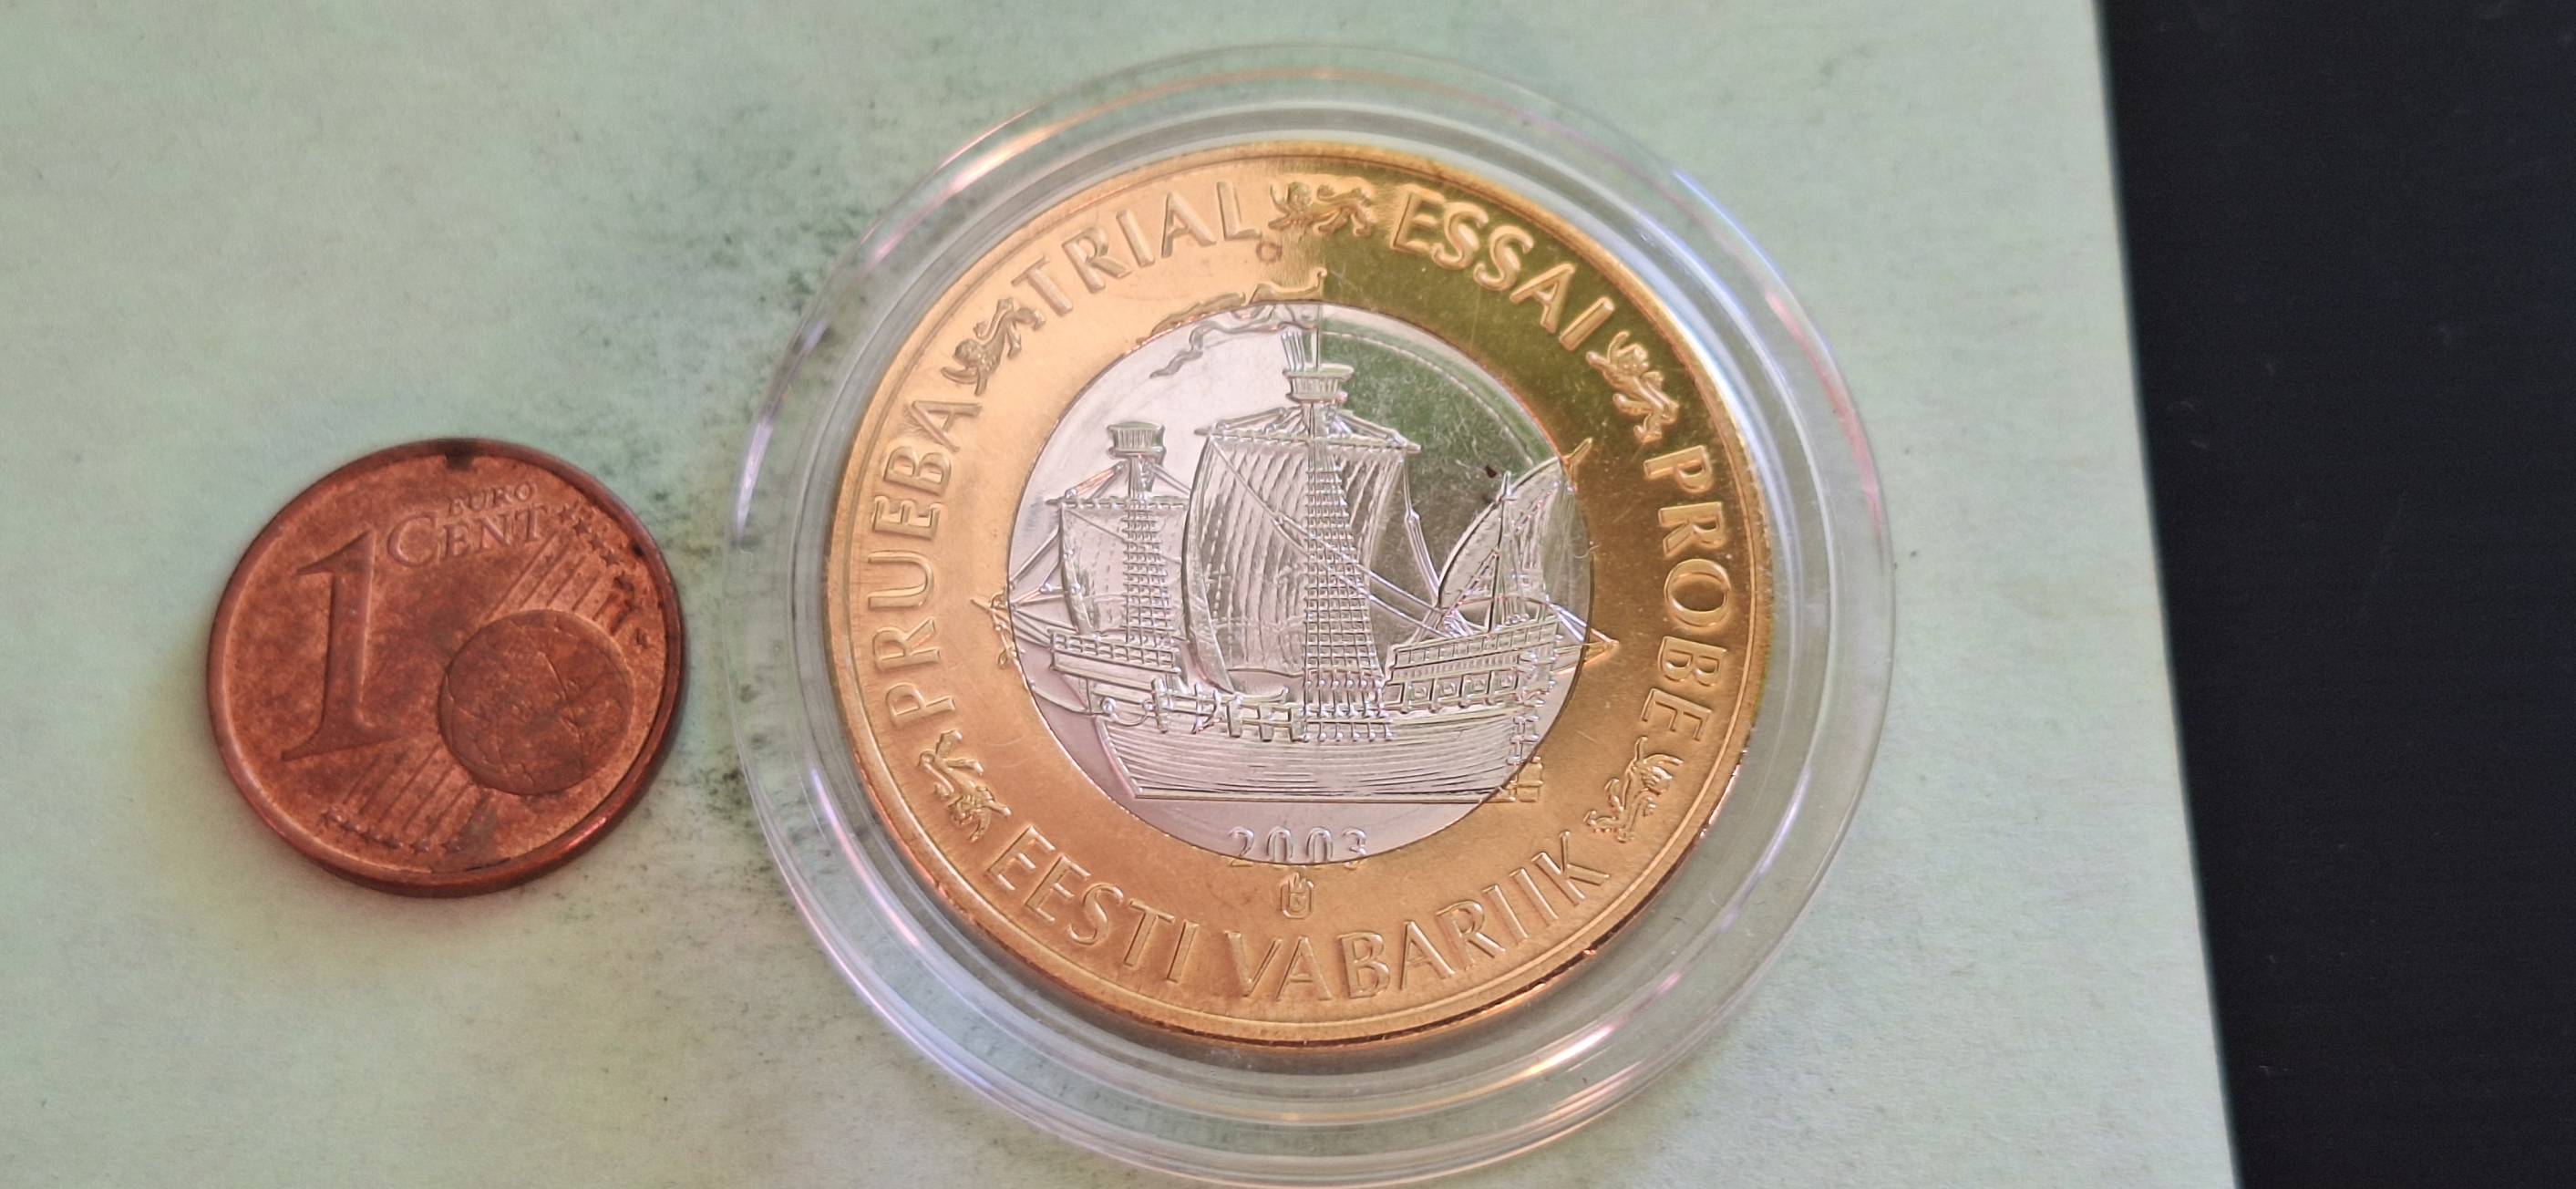 1
EURO
CENT
PRUEBA TRIAL ESSAI PROBE
2003
EESTI VABARIIK